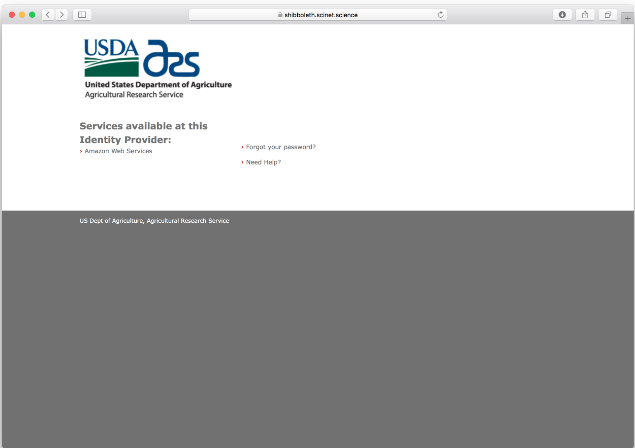 shibboleth.scinet.science
USDA ars
United States Department of Agriculture
Agricultural Research Service
Services available at this
Identity Provider:
› Amazon Web Services
› Forgot your password?
› Need Help?
US Dept of Agriculture, Agricultural Research Service